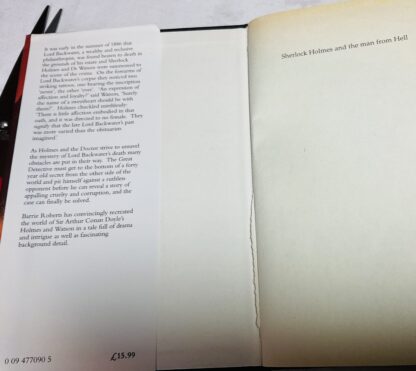 It was early in the summer of 1886 that
Lord Backwater, a wealthy and reclusive
philanthropist, was found beaten to death in
the grounds of his estate and Sherlock
Holmes and Dr Watson were summoned to
the scene of the crime. On the forearms of
Lord Backwater's corpse they noticed two
striking tattoos, one bearing the inscription
'never', the other 'ever'. 'An expression of
affection and loyalty?' said Watson, 'Surely
the name of a sweetheart should be with
them?'. Holmes chuckled mirthlessly.
'There is little affection embodied in that
oath, and it was directed to no female. They
signify that the late Lord Backwater's past
was more varied than the obituarists
imagined.'
As Holmes and the Doctor strive to unravel
the mystery of Lord Backwater's death many
obstacles are put in their way. The Great
Detective must get to the bottom of a forty
year old secret from the other side of the
world and pit himself against a ruthless
opponent before he can reveal a story of
appalling cruelty and corruption, and the
case can finally be solved.
Barrie Roberts has convincingly recreated
the world of Sir Arthur Conan Doyle's
Holmes and Watson in a tale full of drama
and intrigue as well as fascinating
background detail.
0 09 477090 5
£15.99
Sherlock Holmes and the man from Hell